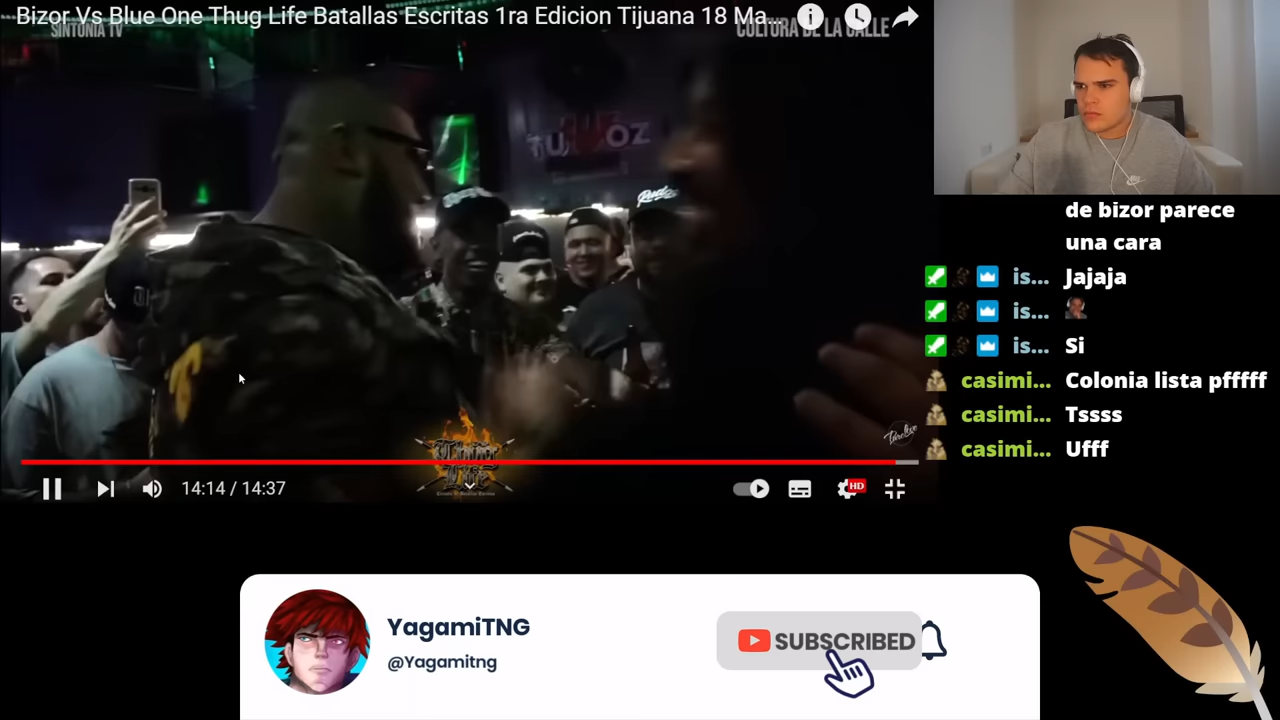 Bizor Vs Blue One Thug Life Batallas Escritas 1ra Edicion Tijuana 18 Ma...
SINTONIA TV
CULTURA DE LA CALLE
de bizor parece
una cara
is... Jajaja
is...
is... Si
casimi... Colonia lista pfffff
casimi... Tssss
casimi... Ufff
14:14 / 14:37
HD
YagamiTNG
@Yagamitng
SUBSCRIBED